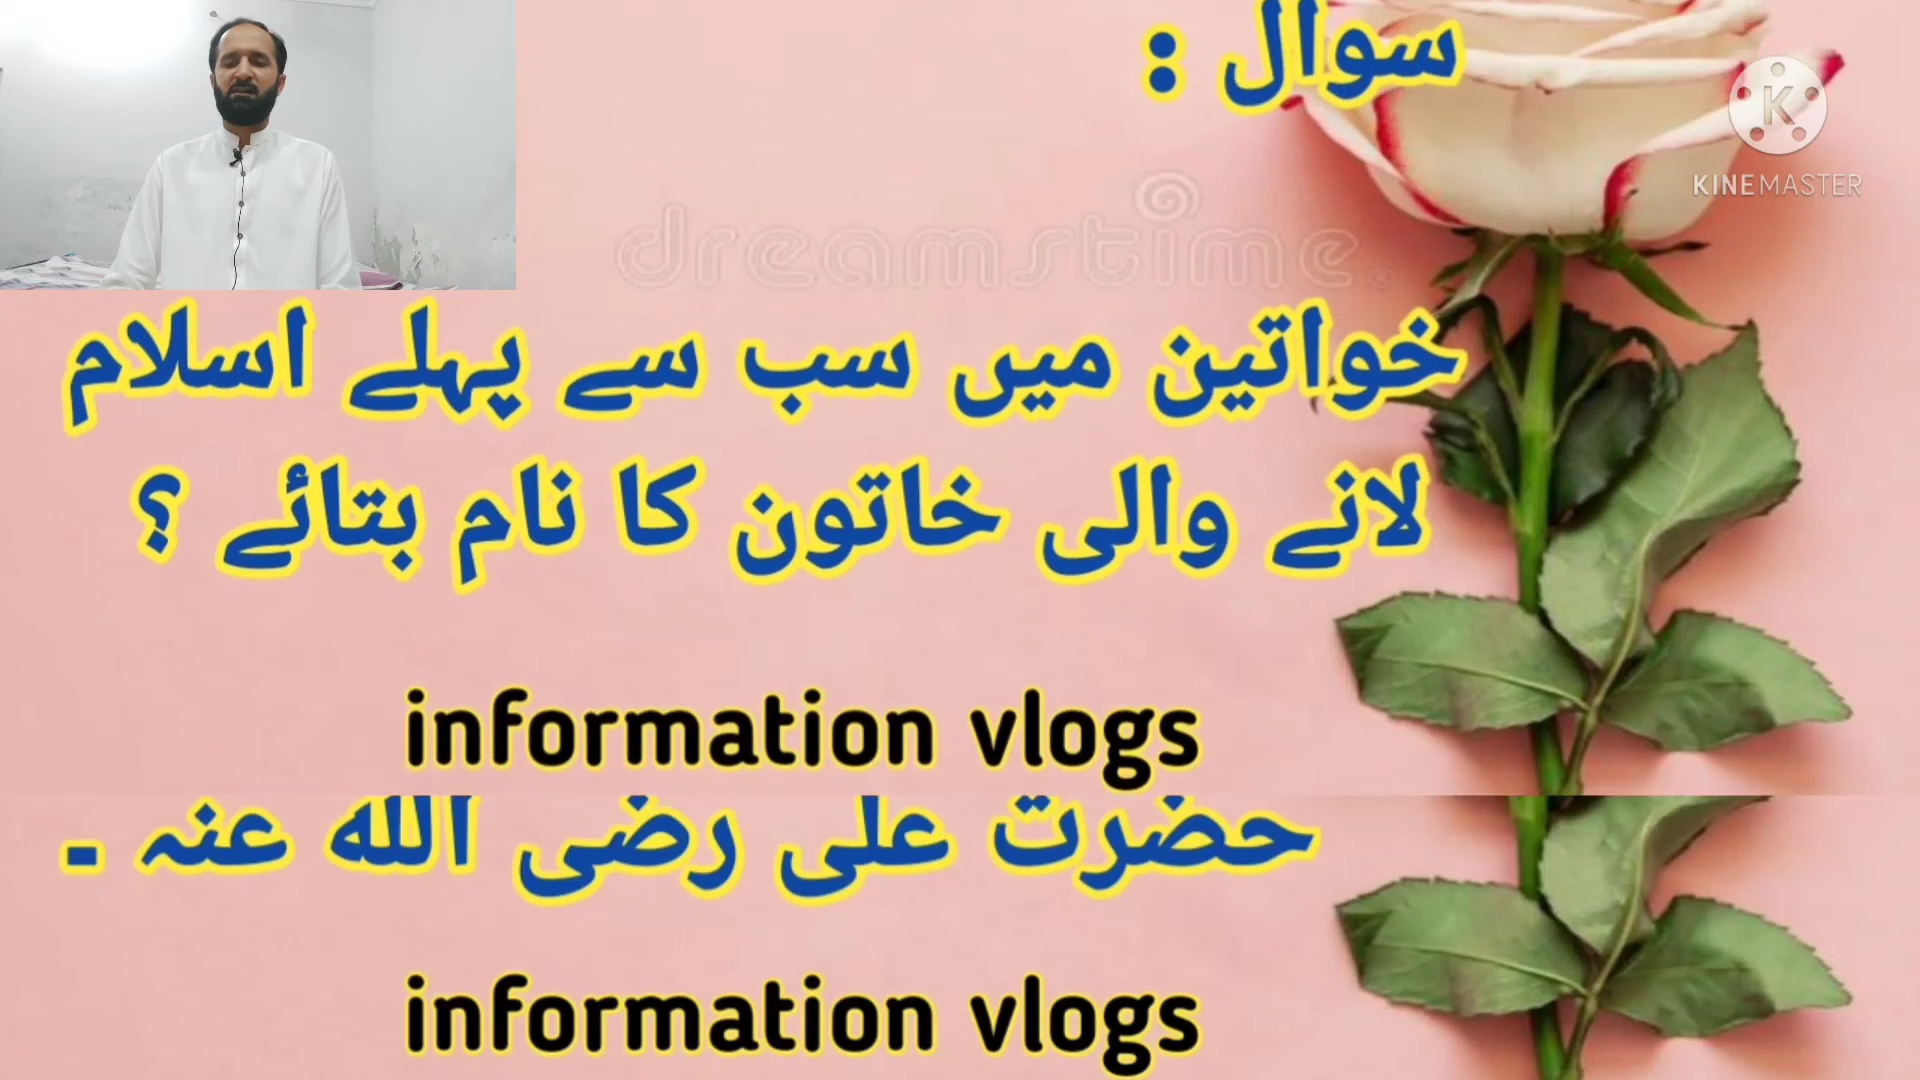 سوال :
K
KINEMASTER
dreamstime.
خواتین میں سب سے پہلے اسلام
لانے والی خاتون کا نام بتائے ؟
information vlogs
حضرت علی رضی الله عنہ ۔
information vlogs